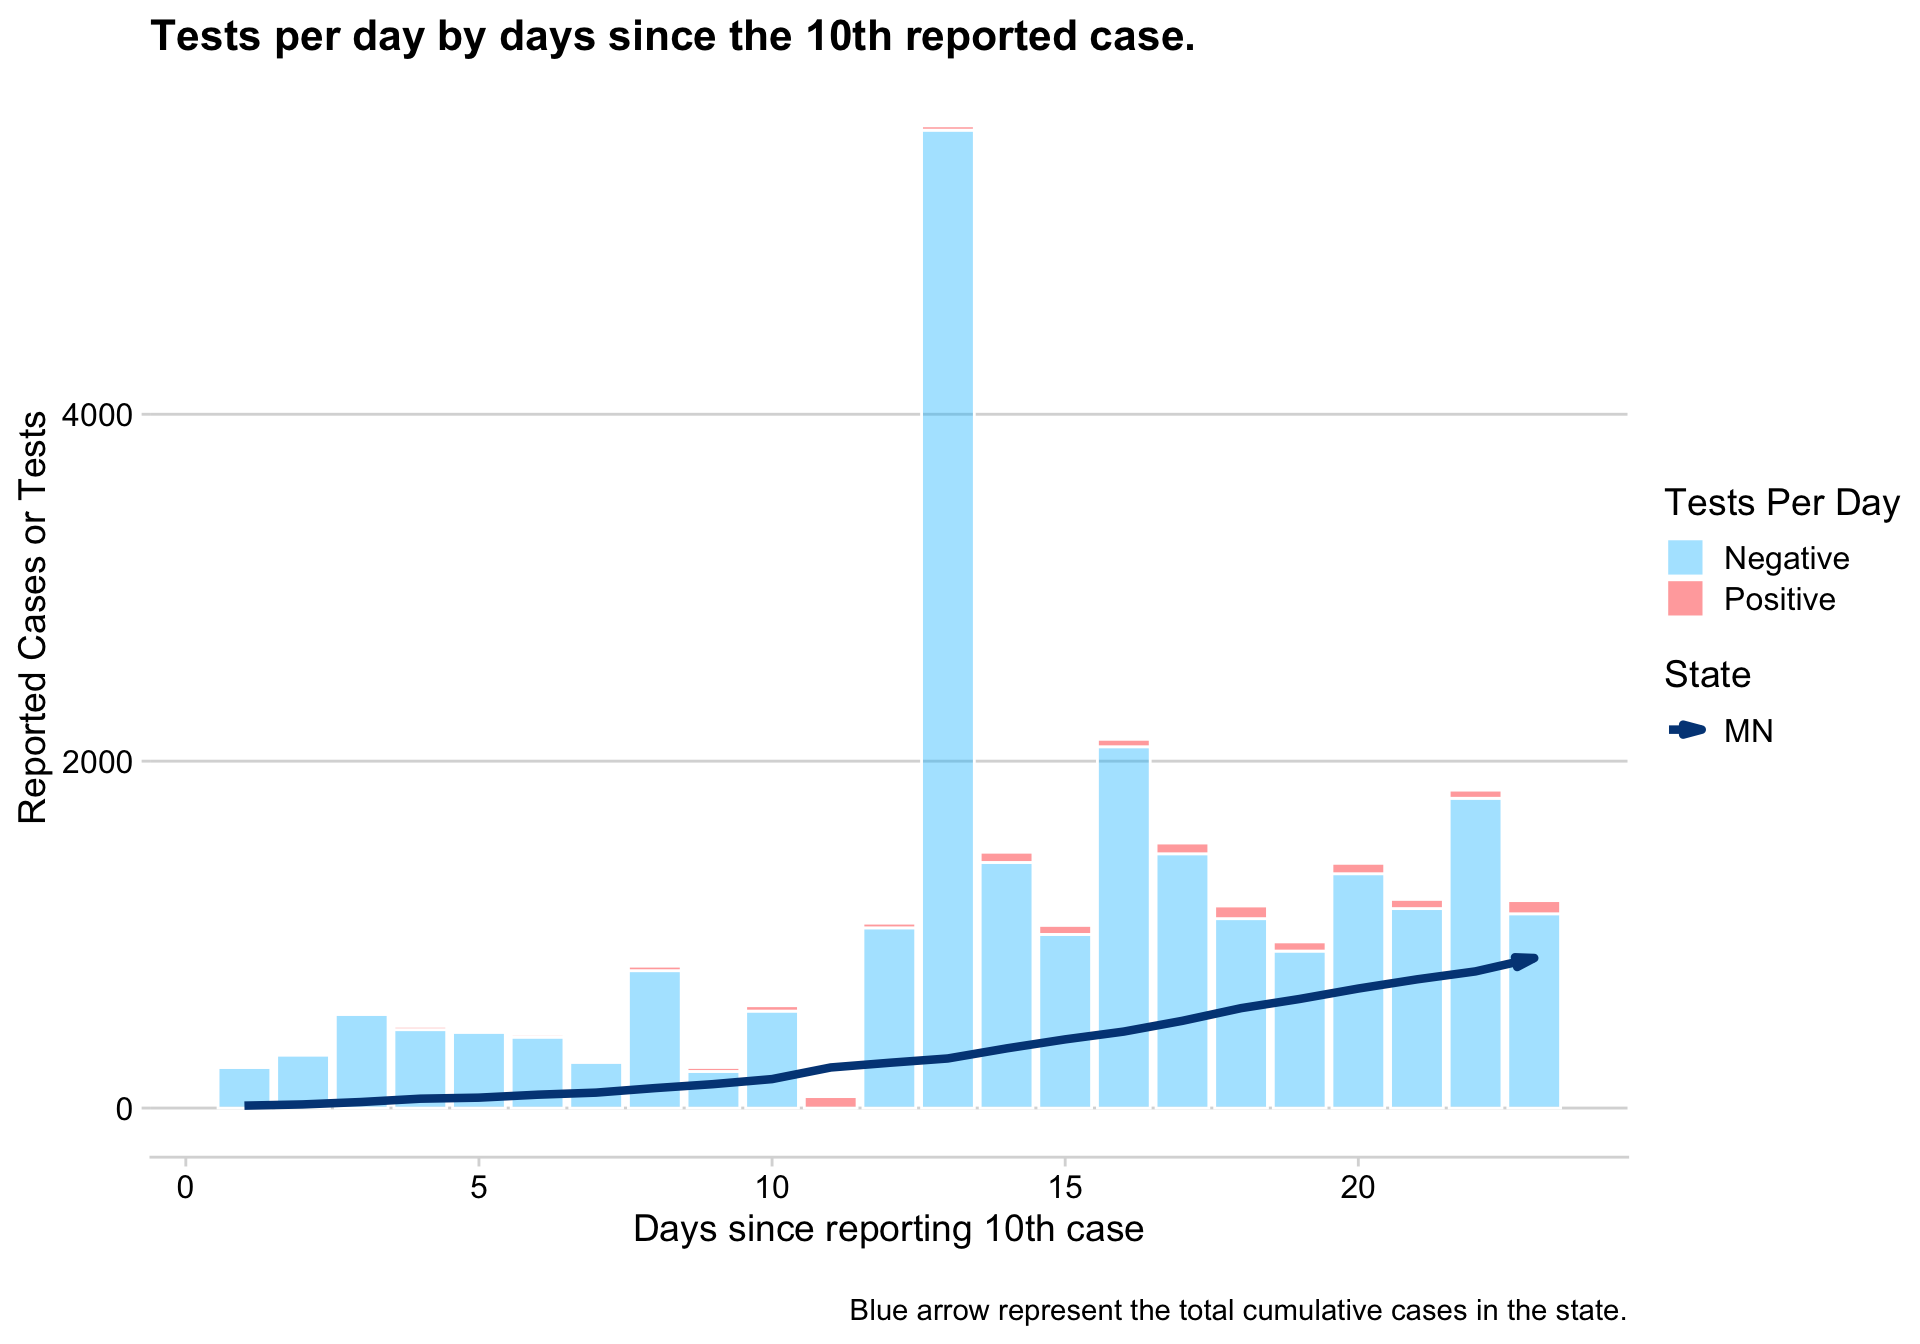 Tests per day by days since the 10th reported case.
Reported Cases or Tests
4000
2000
0
0 5 10 15 20
Days since reporting 10th case
Tests Per Day
Negative
Positive
State
MN
Blue arrow represent the total cumulative cases in the state.